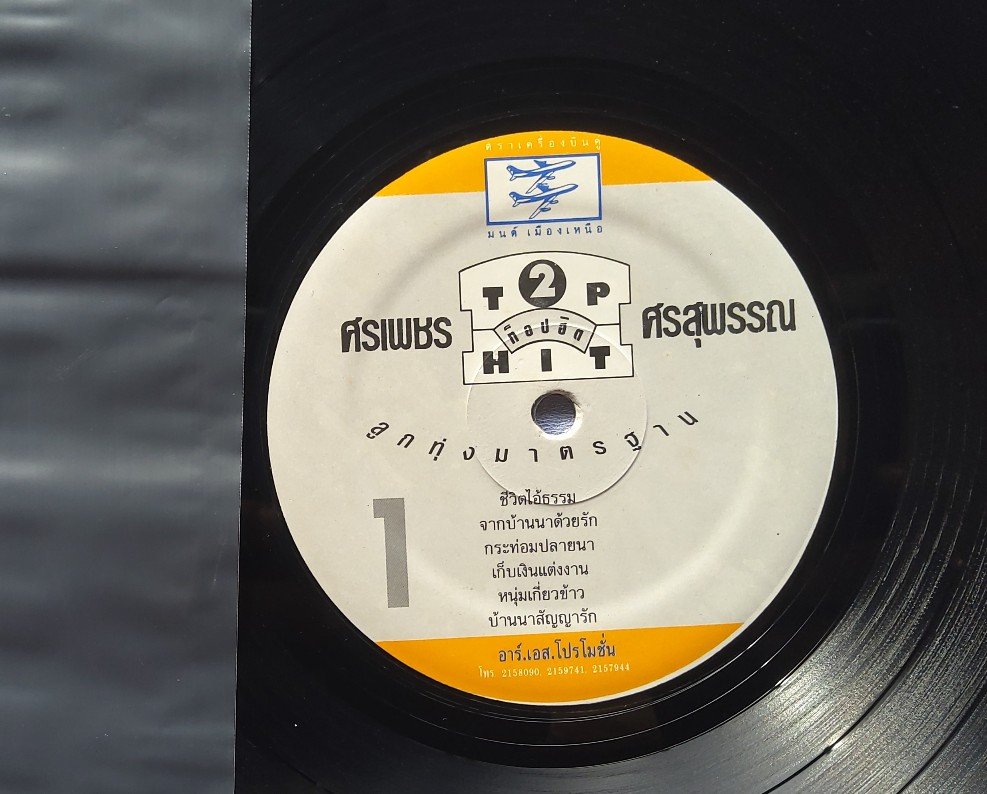 ตราเครื่องบินคู่
มนต์ เมืองเหนือ
T2P
ศรเพชร ท็อปฮิต ศรสุพรรณ
HIT
ลูกทุ่งมาตรฐาน
1
ชีวิตไอ้ธรรม
จากบ้านนาด้วยรัก
กระท่อมปลายนา
เก็บเงินแต่งงาน
หนุ่มเกี่ยวข้าว
บ้านนาสัญญารัก
อาร์.เอส.โปรโมชั่น
โทร. 2158090, 2159741, 2157944